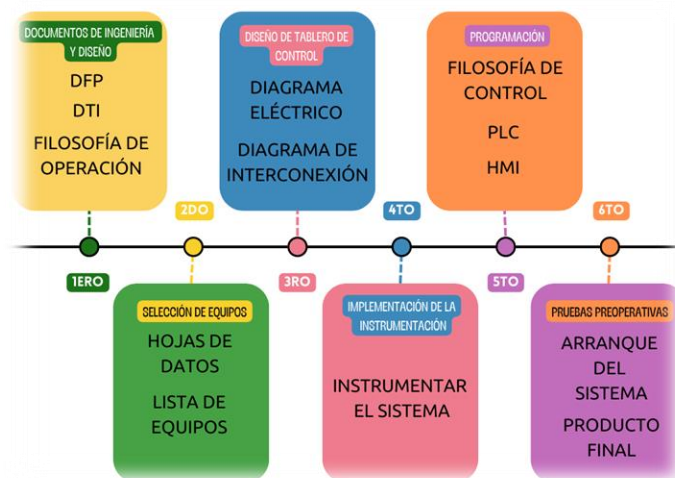 DOCUMENTOS DE INGENIERÍA
Y DISEÑO
DFP
DTI
FILOSOFÍA DE
OPERACIÓN
1ERO
2DO
SELECCIÓN DE EQUIPOS
HOJAS DE
DATOS
LISTA DE
EQUIPOS
DISEÑO DE TABLERO DE
CONTROL
DIAGRAMA
ELÉCTRICO
DIAGRAMA DE
INTERCONEXIÓN
3RO
4TO
IMPLEMENTACIÓN DE LA
INSTRUMENTACIÓN
INSTRUMENTAR
EL SISTEMA
PROGRAMACIÓN
FILOSOFÍA DE
CONTROL
PLC
HMI
5TO
6TO
PRUEBAS PREOPERATIVAS
ARRANQUE
DEL
SISTEMA
PRODUCTO
FINAL